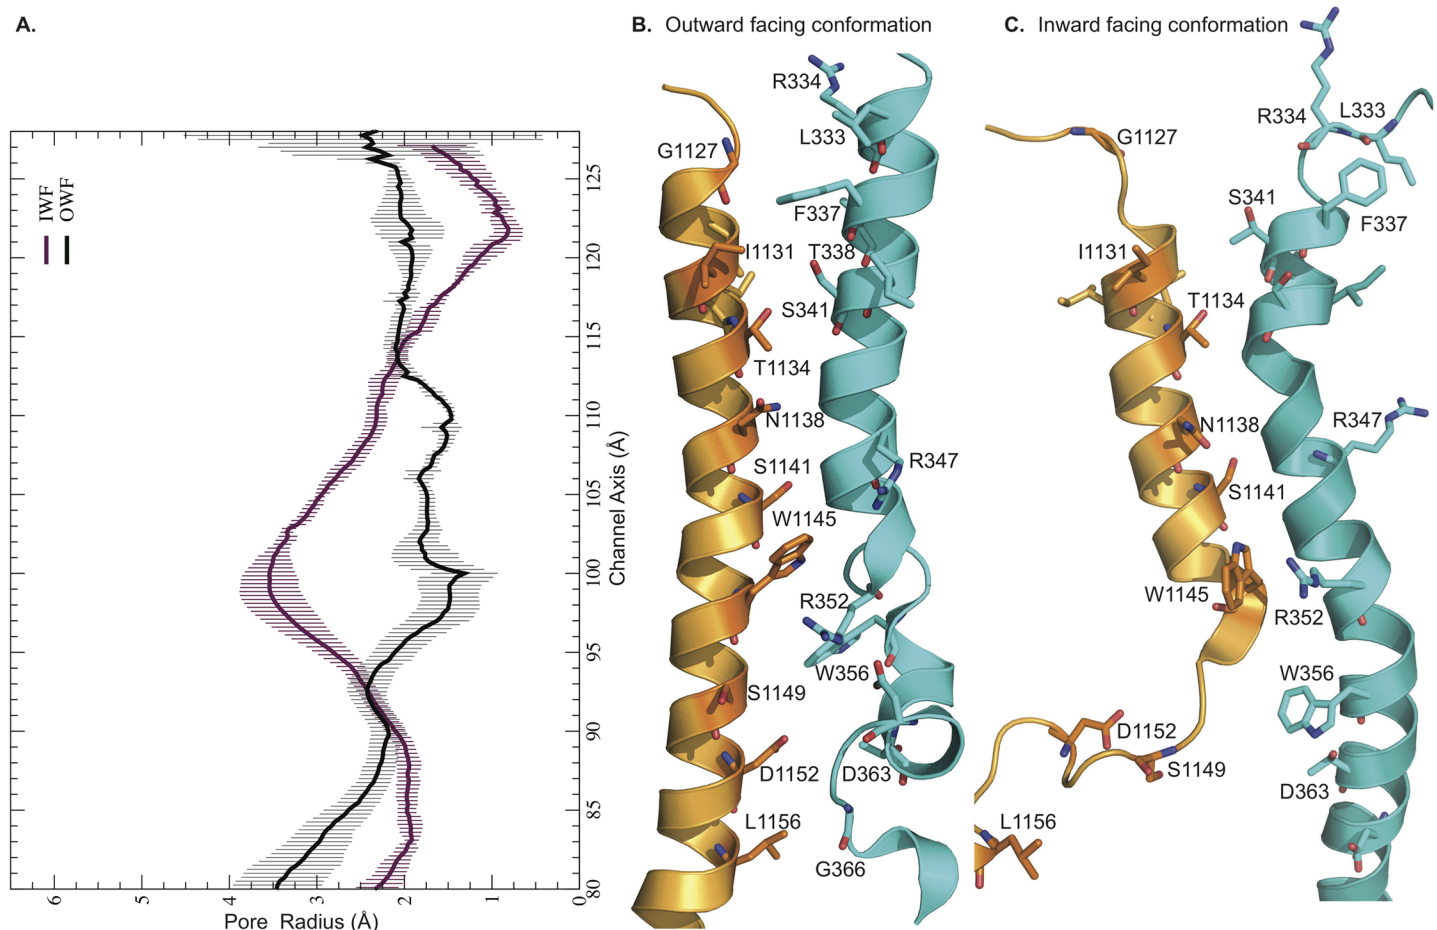 A.
IWF
OWF
125
120
115
110
105
100
95
90
85
80
Channel Axis (Å)
6
5
4
3
2
1
0
Pore Radius (Å)
B. Outward facing conformation
R334
L333
G1127
F337
I1131
T338
S341
T1134
N1138
S1141
R347
W1145
R352
W356
S1149
D1152
D363
L1156
G366
C. Inward facing conformation
R334
L333
G1127
S341
F337
I1131
T1134
N1138
R347
S1141
W1145
R352
W356
D1152
S1149
D363
L1156